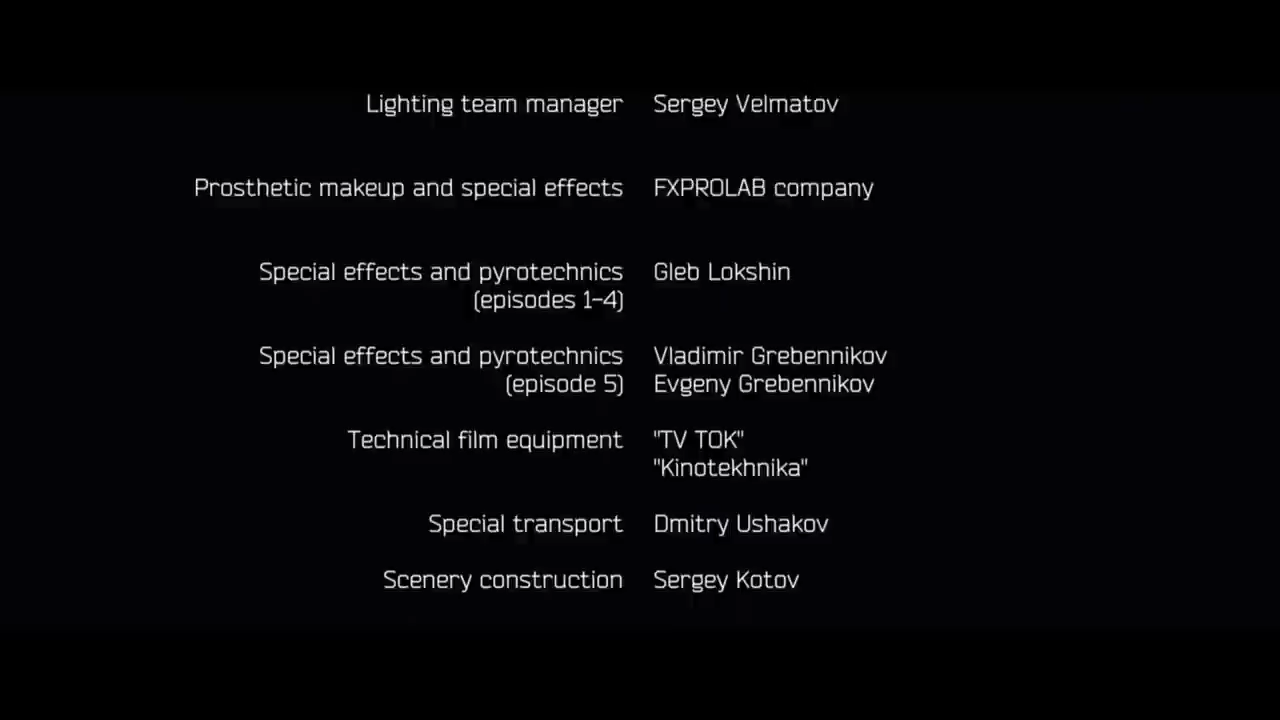 Lighting team manager Sergey Velmatov
Prosthetic makeup and special effects FXPROLAB company
Special effects and pyrotechnics Gleb Lokshin
(episodes 1-4)
Special effects and pyrotechnics Vladimir Grebennikov
(episode 5) Evgeny Grebennikov
Technical film equipment "TV TOK"
"Kinotekhnika"
Special transport Dmitry Ushakov
Scenery construction Sergey Kotov